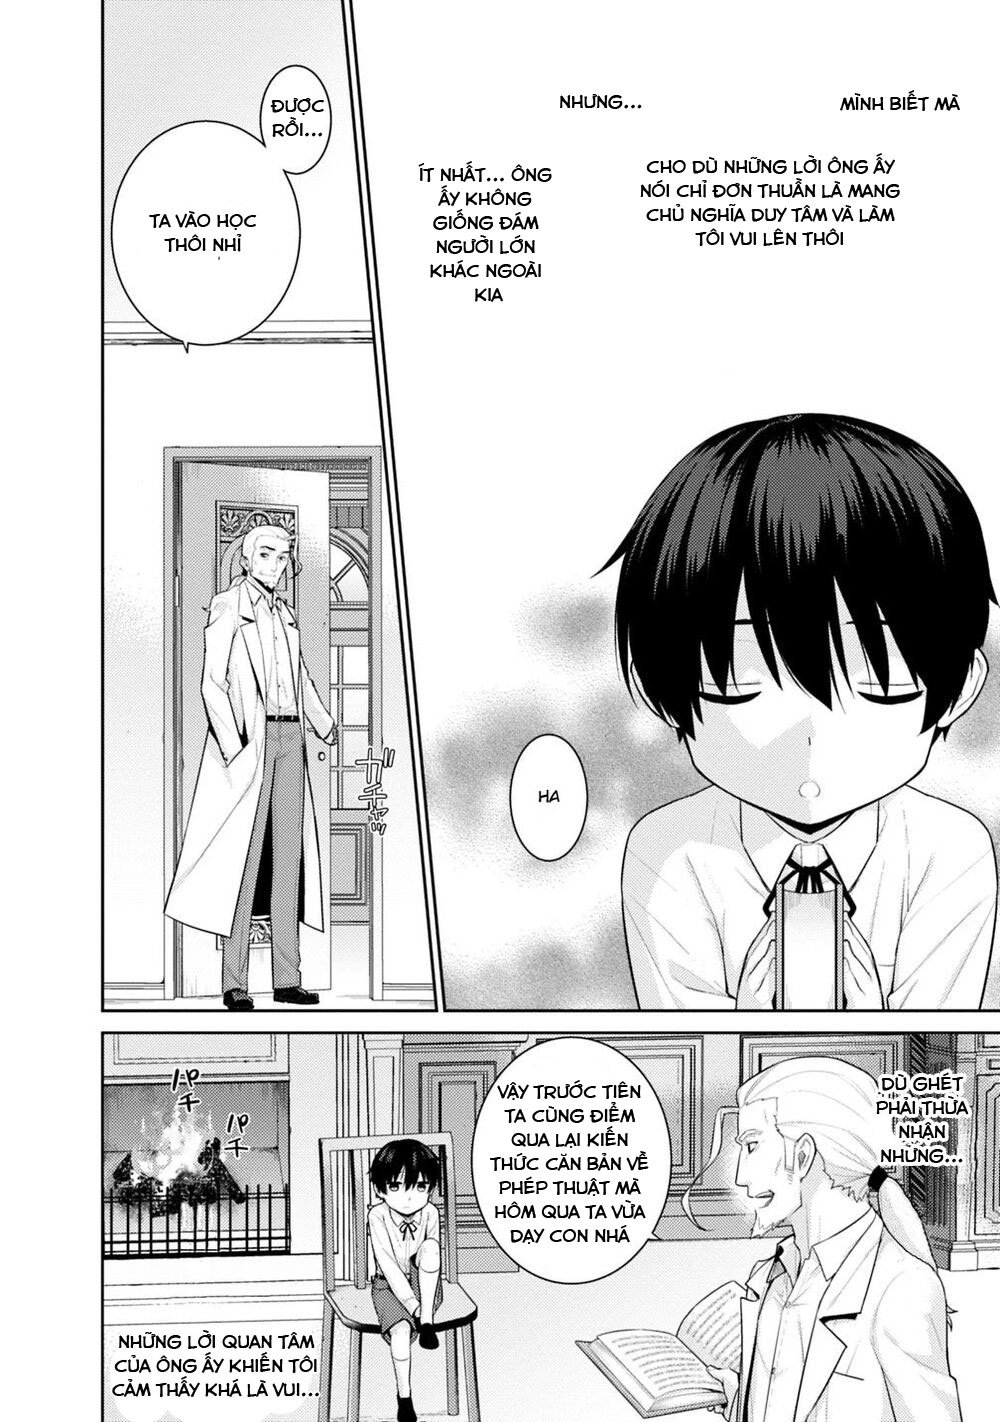 MÌNH BIẾT MÀ
CHO DÙ NHỮNG LỜI ÔNG ẤY
NÓI CHỈ ĐƠN THUẦN LÀ MANG
CHỦ NGHĨA DUY TÂM VÀ LÀM
TÔI VUI LÊN THÔI
NHƯNG...
ÍT NHẤT... ÔNG
ẤY KHÔNG
GIỐNG ĐÁM
NGƯỜI LỚN
KHÁC NGOÀI
KIA
HA
ĐƯỢC
RỒI...
TA VÀO HỌC
THÔI NHỈ
ガチャッ
DÙ GHÉT
PHẢI THỪA
NHẬN
NHƯNG...
VẬY TRƯỚC TIÊN
TA CÙNG ĐIỂM
QUA LẠI KIẾN
THỨC CĂN BẢN VỀ
PHÉP THUẬT MÀ
HÔM QUA TA VỪA
DẠY CON NHÁ
パチ
パチ
NHỮNG LỜI QUAN TÂM
CỦA ÔNG ẤY KHIẾN TÔI
CẢM THẤY KHÁ LÀ VUI...